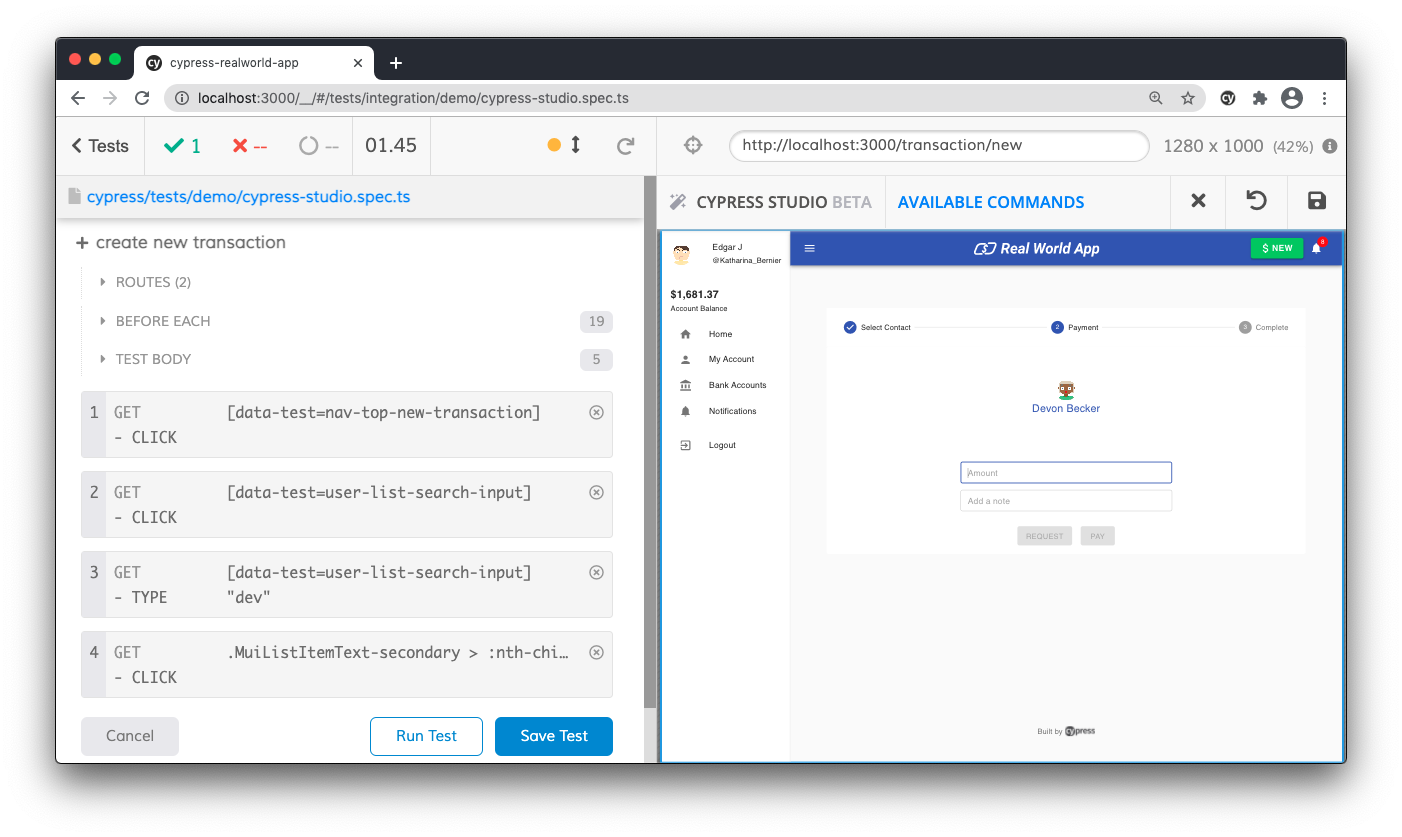 cy cypress-realworld-app
localhost:3000/__/#/tests/integration/demo/cypress-studio.spec.ts
cy
Tests
1
--
--
01.45
http://localhost:3000/transaction/new
1280 x 1000 (42%)
cypress/tests/demo/cypress-studio.spec.ts
CYPRESS STUDIO BETA
AVAILABLE COMMANDS
create new transaction
ROUTES (2)
BEFORE EACH 19
TEST BODY 5
1 GET [data-test=nav-top-new-transaction]
- CLICK
2 GET [data-test=user-list-search-input]
- CLICK
3 GET [data-test=user-list-search-input]
- TYPE "dev"
4 GET .MuiListItemText-secondary > :nth-chi…
- CLICK
Cancel
Run Test
Save Test
Edgar J
@Katharina_Bernier
$1,681.37
Account Balance
Home
My Account
Bank Accounts
Notifications
Logout
Real World App
$ NEW
8
Select Contact
2 Payment
3 Complete
Devon Becker
Amount
Add a note
REQUEST PAY
Built by cypress